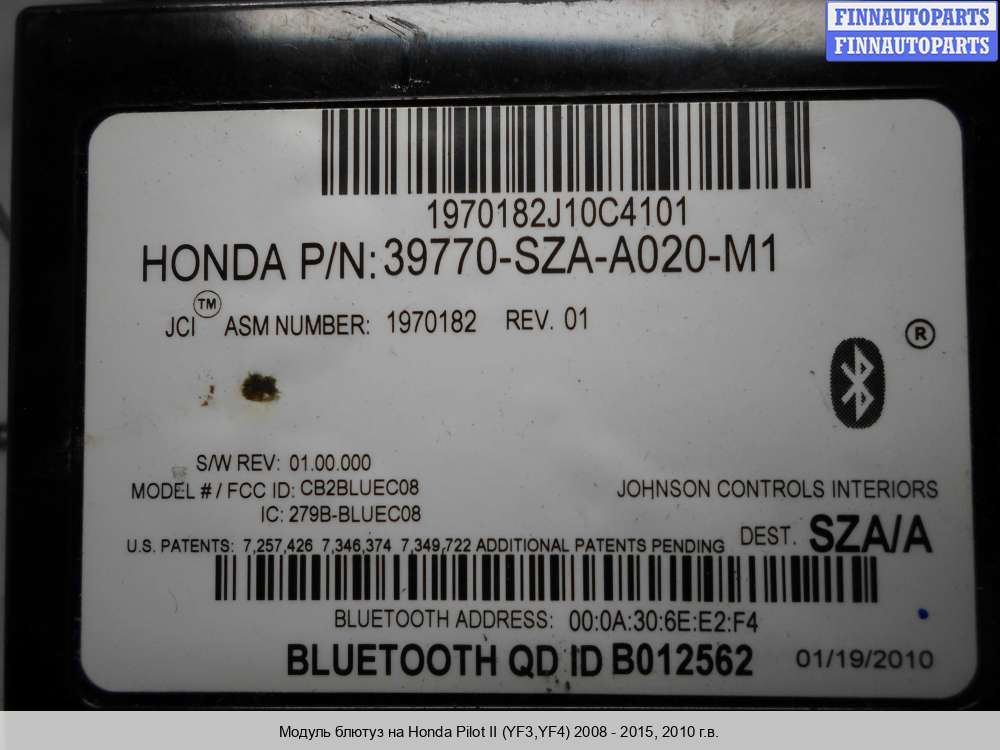 FINNAUTOPARTS
FINNAUTOPARTS
1970182J10C4101
HONDA P/N: 39770-SZA-A020-M1
JCI™ ASM NUMBER: 1970182 REV. 01
®
S/W REV: 01.00.000
MODEL # / FCC ID: CB2BLUEC08
IC: 279B-BLUEC08
JOHNSON CONTROLS INTERIORS
U.S. PATENTS: 7,257,426 7,346,374 7,349,722 ADDITIONAL PATENTS PENDING
DEST. SZA/A
BLUETOOTH ADDRESS: 00:0A:30:6E:E2:F4
BLUETOOTH QD ID B012562 01/19/2010
Модуль блютуз на Honda Pilot II (YF3,YF4) 2008 - 2015, 2010 г.в.